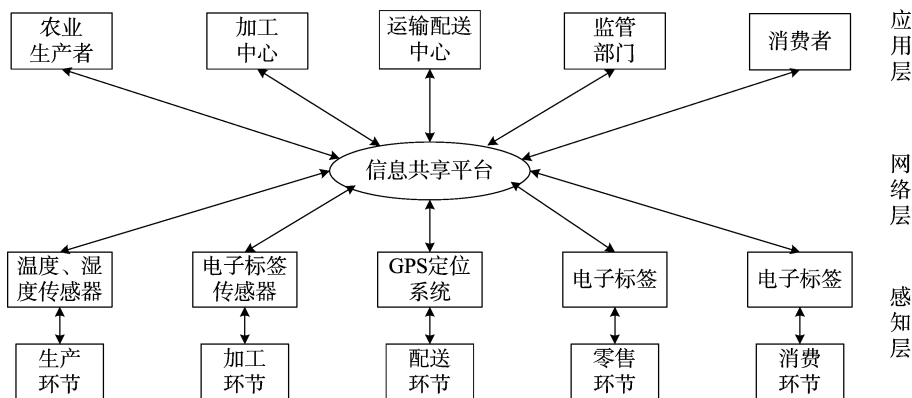 农业
生产者
加工
中心
运输配送
中心
监管
部门
消费者
应
用
层
信息共享平台
网
络
层
温度、湿
度传感器
电子标签
传感器
GPS定位
系统
电子标签
电子标签
感
知
层
生产
环节
加工
环节
配送
环节
零售
环节
消费
环节